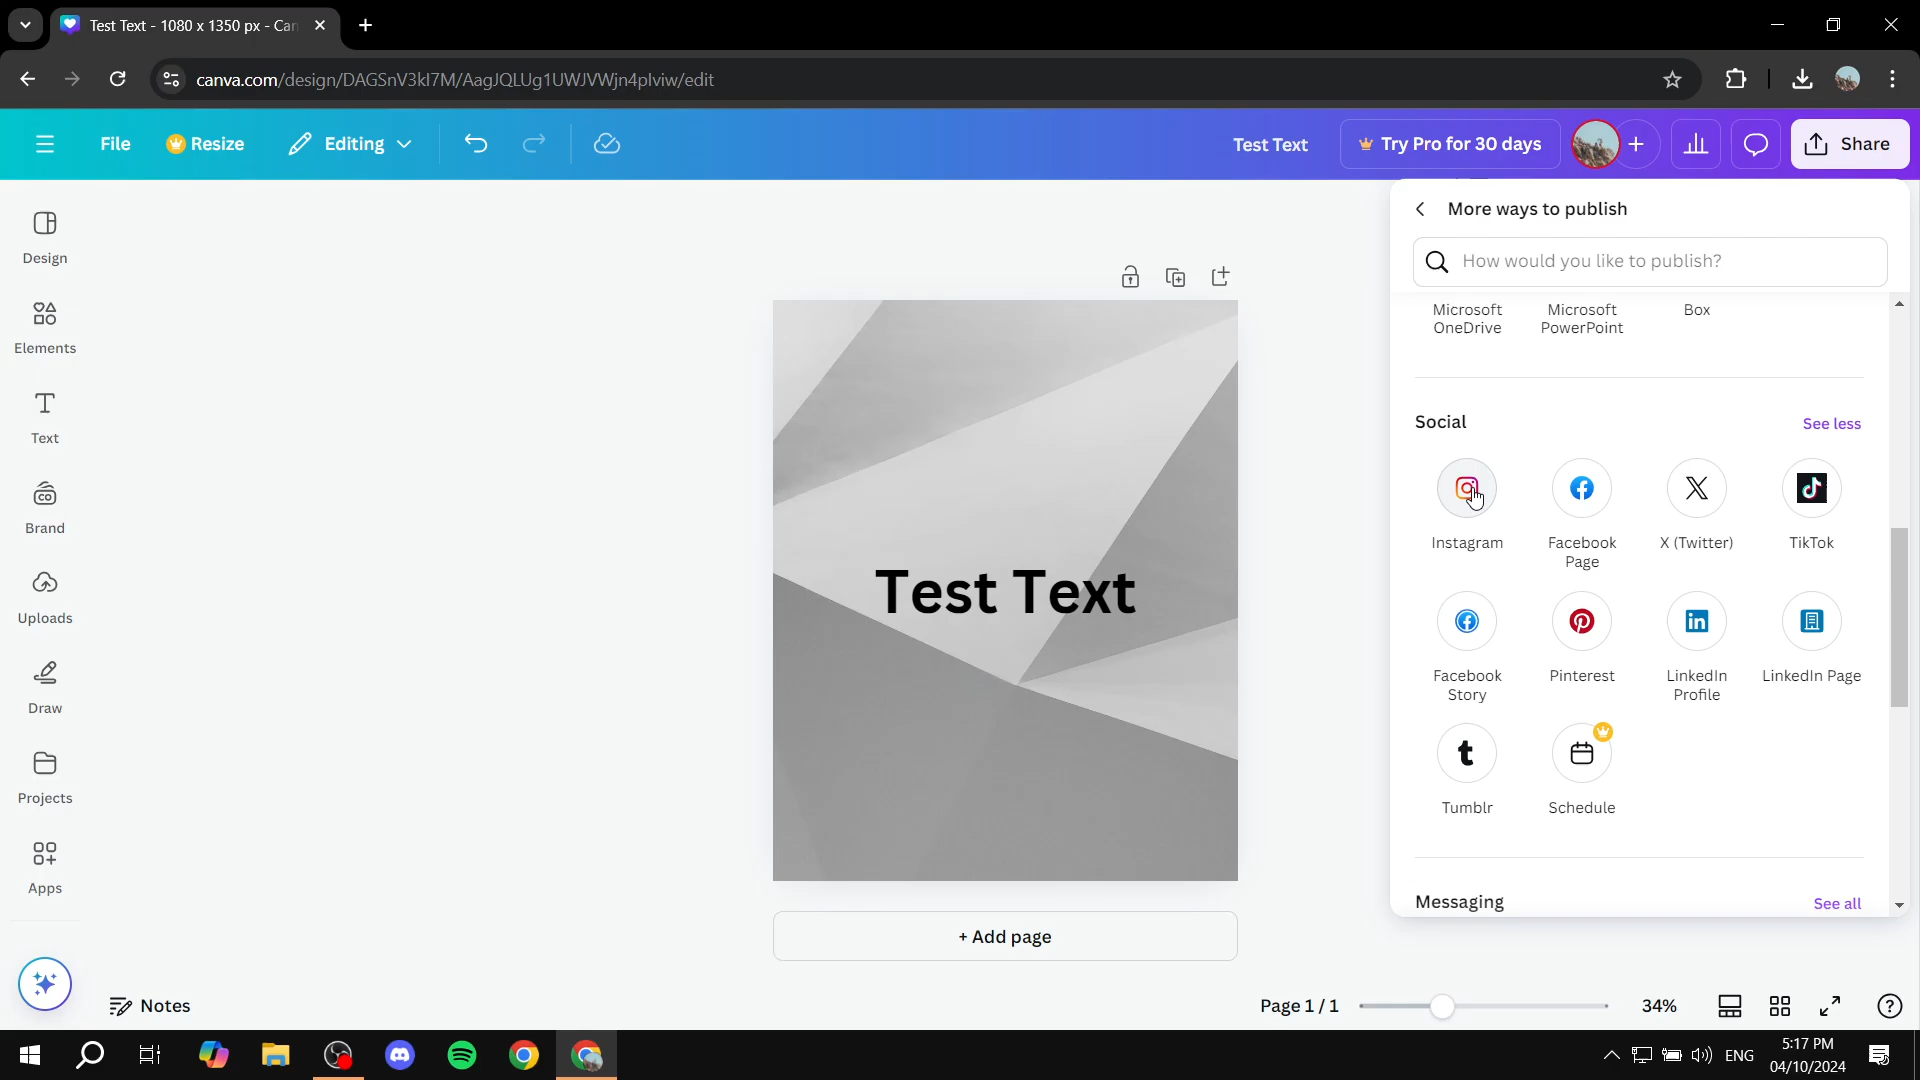 Test Text - 1080 x 1350 px - Can
canva.com/design/DAGSnV3kI7M/AagJQLUg1UWJVWjn4plviw/edit
File
Resize
Editing
Test Text
Try Pro for 30 days
Share
Design
Elements
Text
Brand
Uploads
Draw
Projects
Apps
Test Text
+ Add page
More ways to publish
How would you like to publish?
Microsoft OneDrive
Microsoft PowerPoint
Box
Social
See less
Instagram
Facebook Page
X (Twitter)
TikTok
Facebook Story
Pinterest
LinkedIn Profile
LinkedIn Page
Tumblr
Schedule
Messaging
See all
Notes
Page 1 / 1
34%
ENG
5:17 PM
04/10/2024